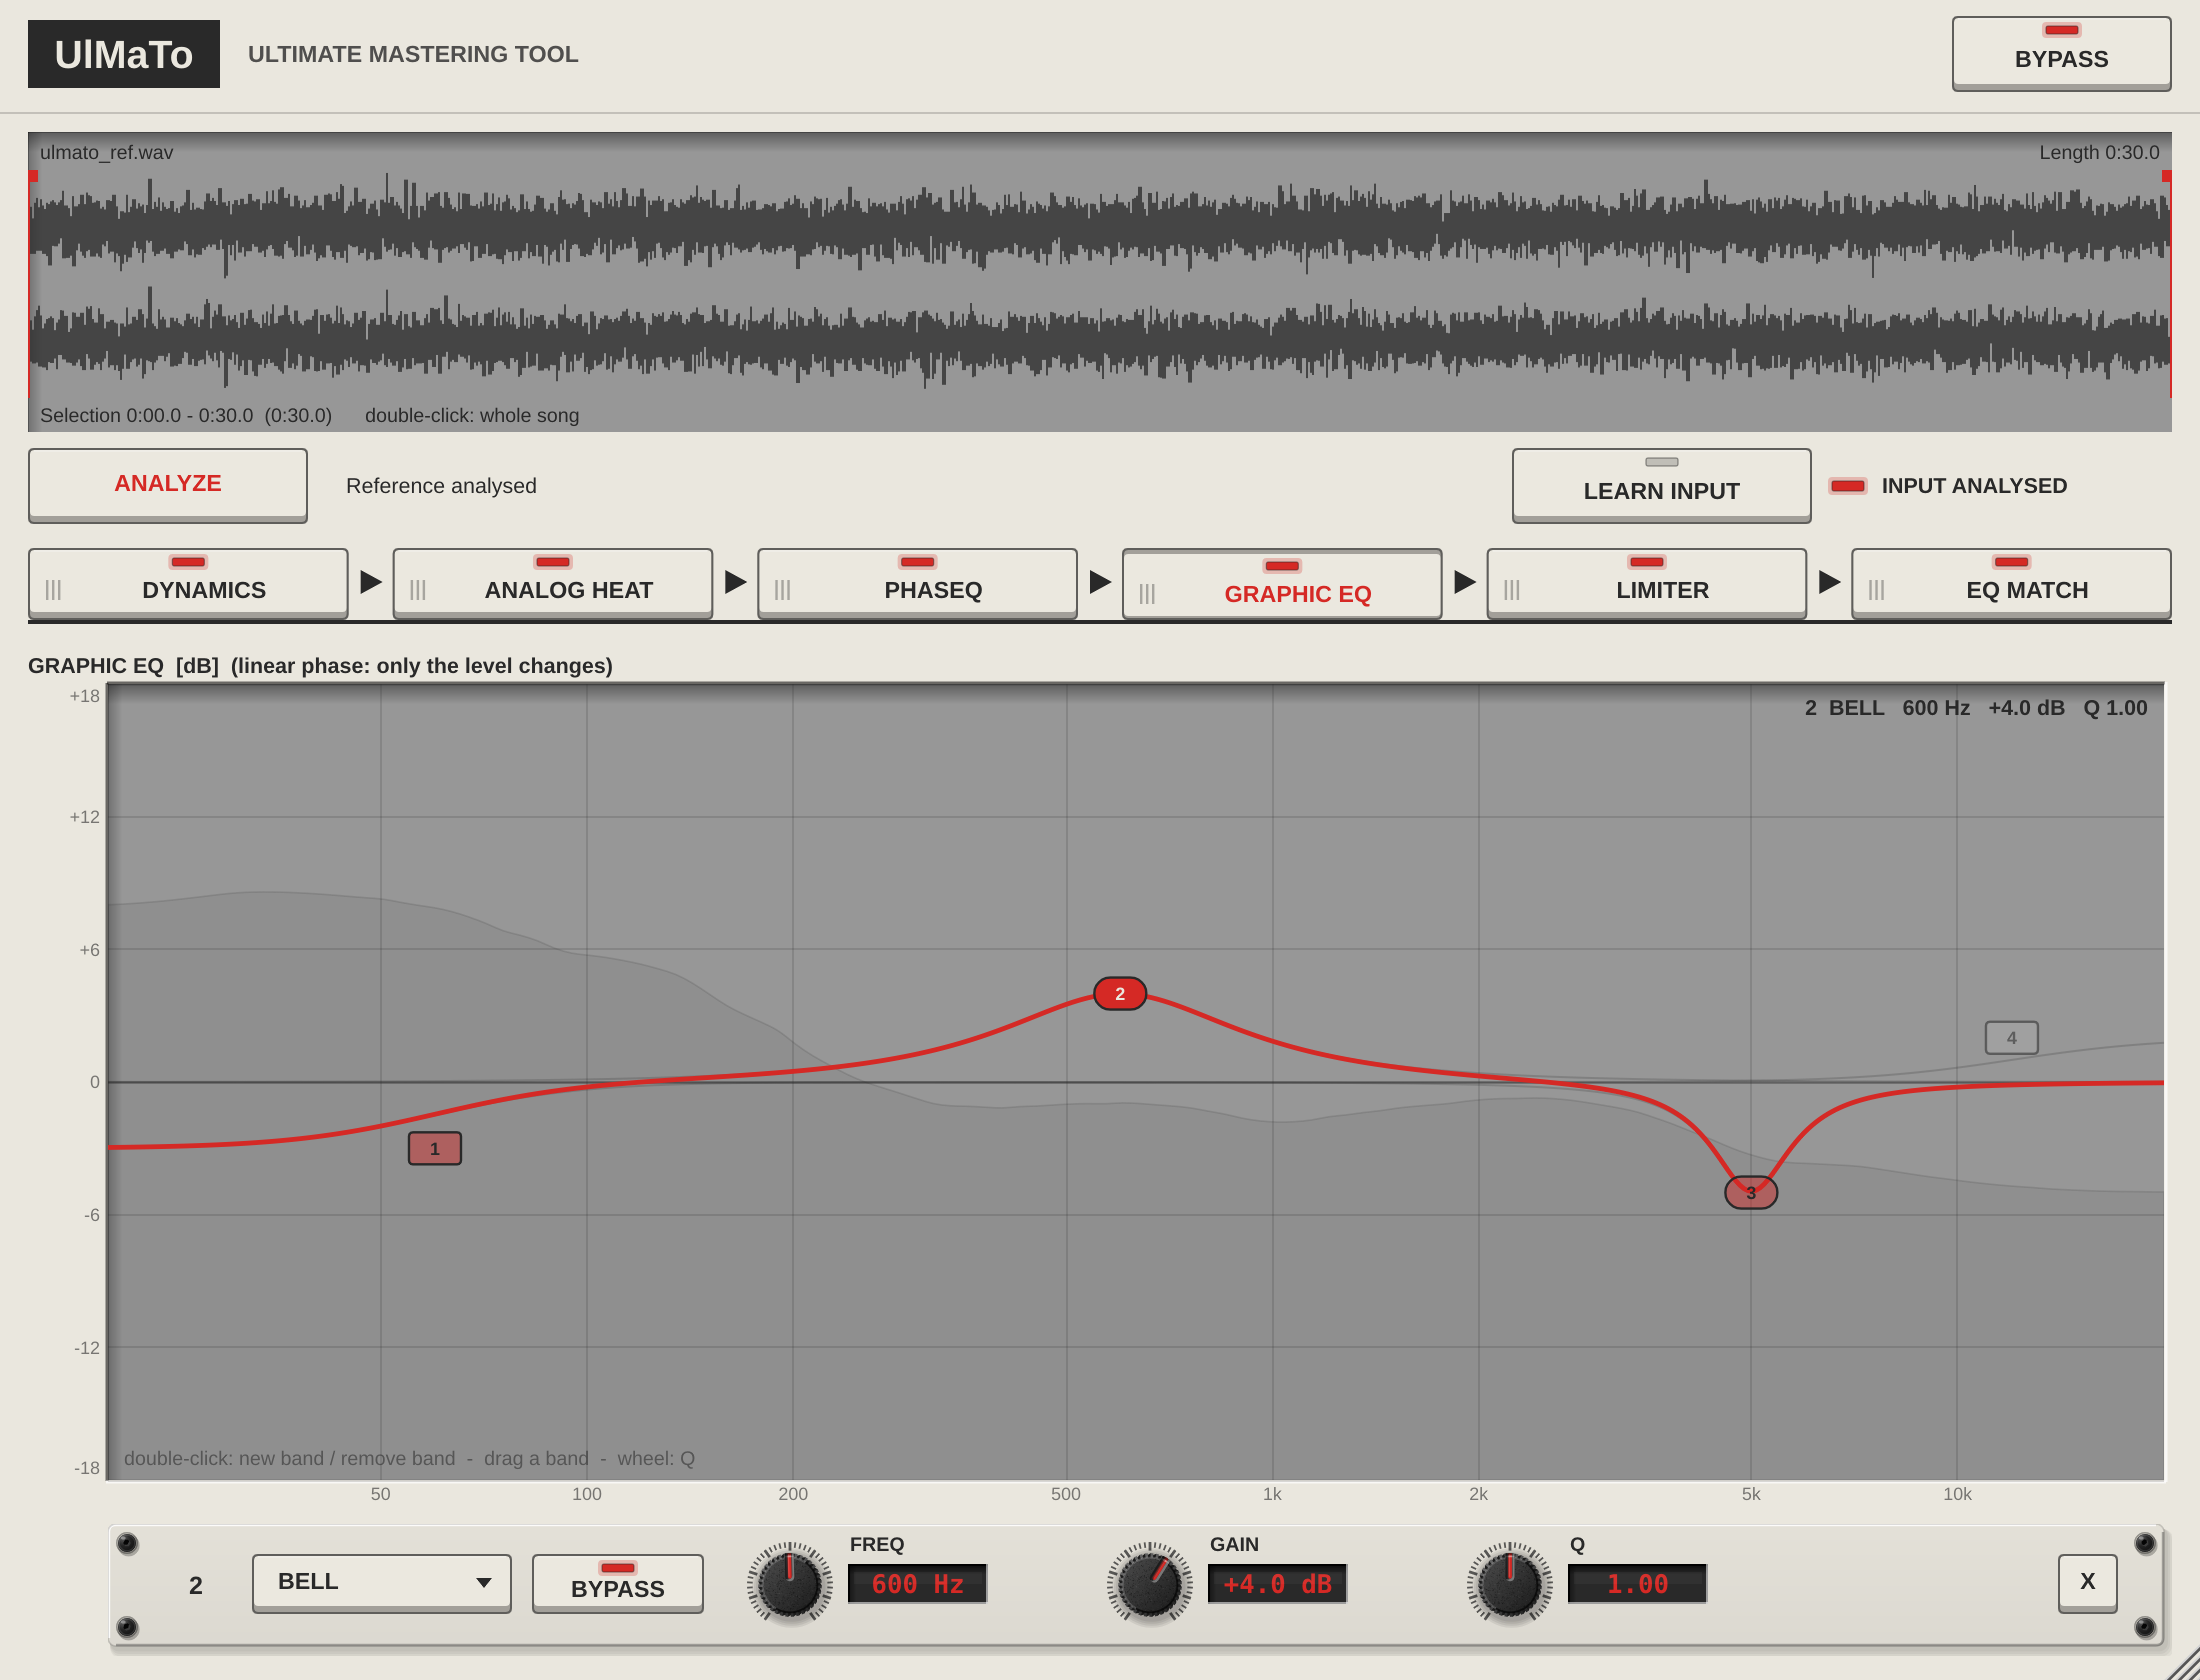 UlMaTo ULTIMATE MASTERING TOOL BYPASS
ulmato_ref.wav Length 0:30.0
Selection 0:00.0 - 0:30.0 (0:30.0) double-click: whole song
ANALYZE Reference analysed LEARN INPUT INPUT ANALYSED
DYNAMICS ANALOG HEAT PHASEQ GRAPHIC EQ LIMITER EQ MATCH
GRAPHIC EQ [dB] (linear phase: only the level changes)
+18
2 BELL 600 Hz +4.0 dB Q 1.00
+12
+6
2
4
0
1
3
-6
-12
double-click: new band / remove band - drag a band - wheel: Q
-18
50 100 200 500 1k 2k 5k 10k
FREQ GAIN Q
2 BELL BYPASS 600 Hz +4.0 dB 1.00 X